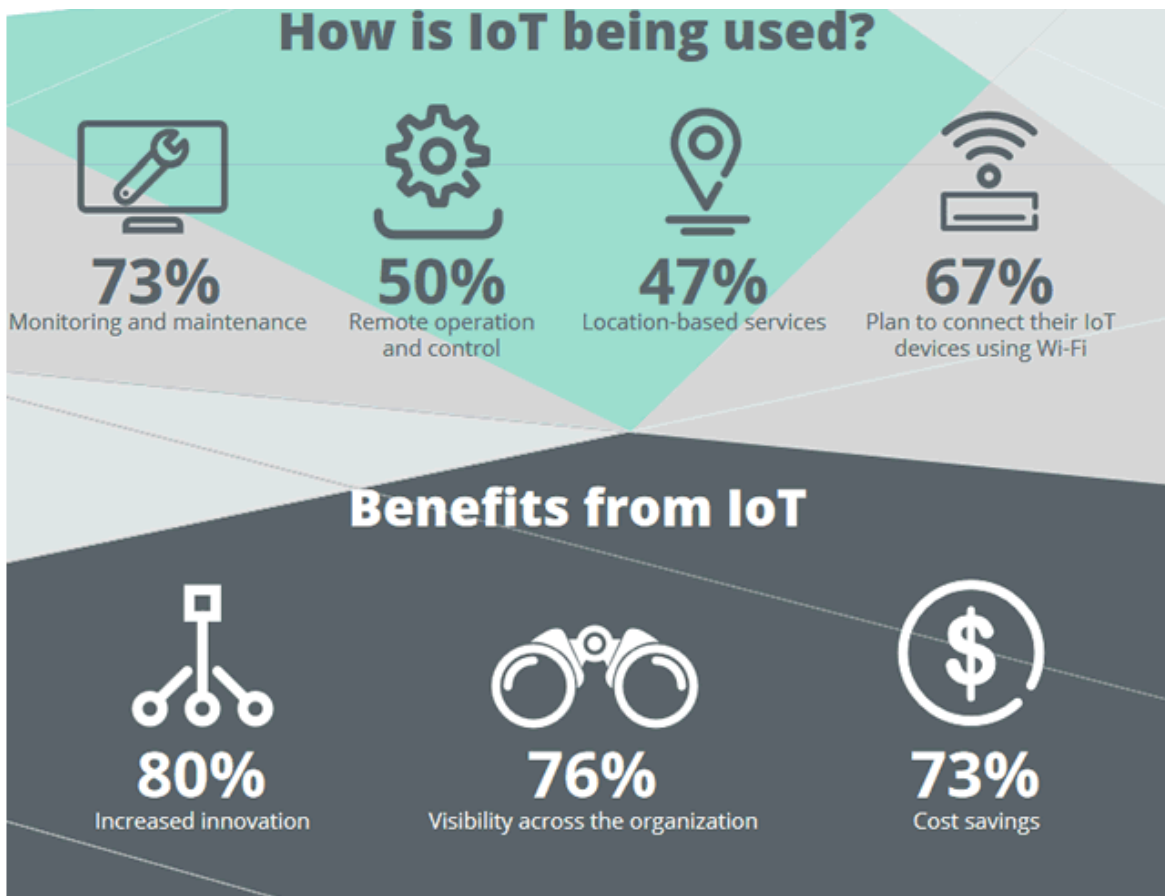 How is IoT being used?
73%
Monitoring and maintenance
50%
Remote operation
and control
47%
Location-based services
67%
Plan to connect their IoT
devices using Wi-Fi
Benefits from IoT
$
80%
Increased innovation
76%
Visibility across the organization
73%
Cost savings